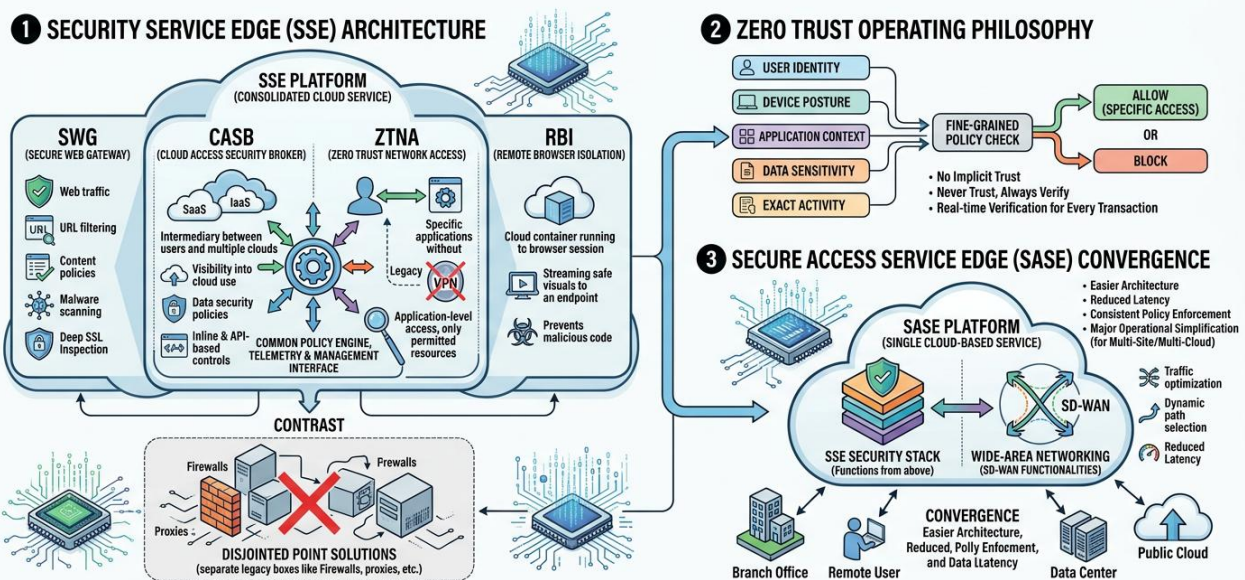 1 SECURITY SERVICE EDGE (SSE) ARCHITECTURE
SSE PLATFORM
(CONSOLIDATED CLOUD SERVICE)
SWG
(SECURE WEB GATEWAY)
Web traffic
URL
URL filtering
Content
policies
Malware
scanning
Deep SSL
Inspection
CASB
(CLOUD ACCESS SECURITY BROKER)
SaaS
IaaS
Intermediary between
users and multiple clouds
Visibility into
cloud use
Data security
policies
Inline & API-
based
controls
ZTNA
(ZERO TRUST NETWORK ACCESS)
Specific
applications
without
Legacy
VPN
Application-level
access, only
permitted
resources
COMMON POLICY ENGINE,
TELEMETRY & MANAGEMENT
INTERFACE
RBI
(REMOTE BROWSER ISOLATION)
Cloud container running
to browser session
Streaming safe
visuals to
an endpoint
Prevents
malicious code
CONTRAST
Firewalls
Pirewalls
Proxies
DISJOINTED POINT SOLUTIONS
(separate legacy boxes like Firewalls, proxies, etc.)
2 ZERO TRUST OPERATING PHILOSOPHY
USER IDENTITY
DEVICE POSTURE
APPLICATION CONTEXT
DATA SENSITIVITY
EXACT ACTIVITY
FINE-GRAINED
POLICY CHECK
ALLOW
(SPECIFIC ACCESS)
OR
BLOCK
• No Implicit Trust
• Never Trust, Always Verify
• Real-time Verification for Every Transaction
3 SECURE ACCESS SERVICE EDGE (SASE) CONVERGENCE
• Easier Architecture
• Reduced Latency
• Consistent Policy Enforcement
• Major Operational Simplification
(for Multi-Site/Multi-Cloud)
SASE PLATFORM
(SINGLE CLOUD-BASED SERVICE)
SD-WAN
SSE SECURITY STACK
(Functions from above)
WIDE-AREA NETWORKING
(SD-WAN FUNCTIONALITIES)
Traffic
optimization
Dynamic
path
selection
Reduced
Latency
CONVERGENCE
Easier Architecture,
Reduced, Polly Enfoment,
and Data Llatency
Branch Office
Remote User
Data Center
Public Cloud